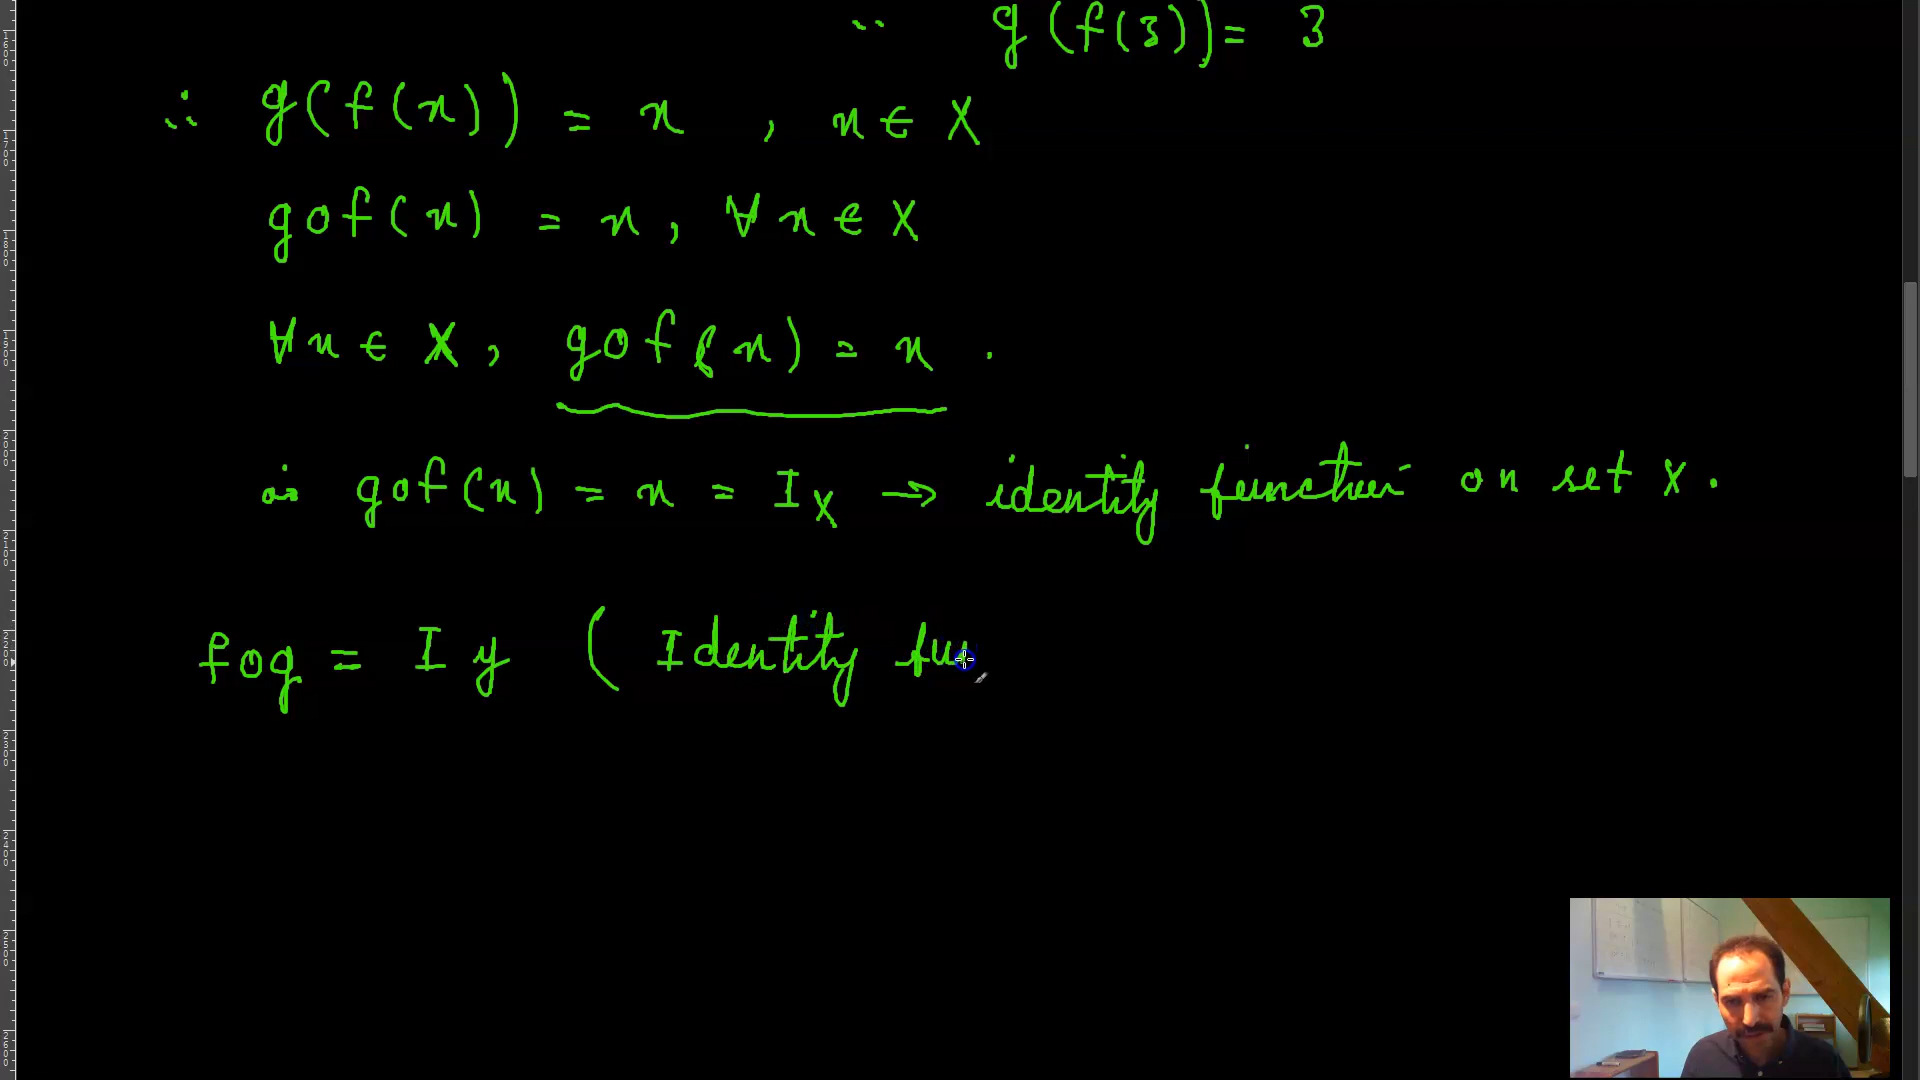 ∵ g(f(3)) = 3
∴ g(f(x)) = x , x ∈ X
gof(x) = x, ∀ x ∈ X
∀x ∈ X, gof(x) = x .
gof(x) = x = I_X → identity function on set X.
fog = I y ( Identity fu